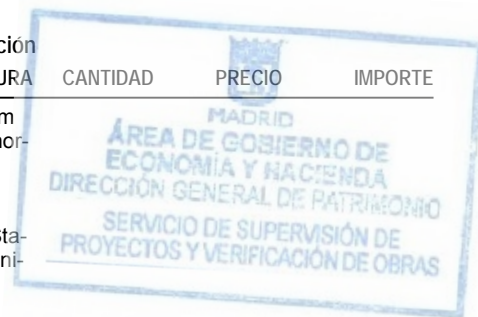 ción
URA CANTIDAD PRECIO IMPORTE
m
nor-
MADRID
ÁREA DE GOBIERNO DE
ECONOMÍA Y HACIENDA
DIRECCIÓN GENERAL DE PATRIMONIO
SERVICIO DE SUPERVISIÓN DE
PROYECTOS Y VERIFICACIÓN DE OBRAS
sta-
ni-